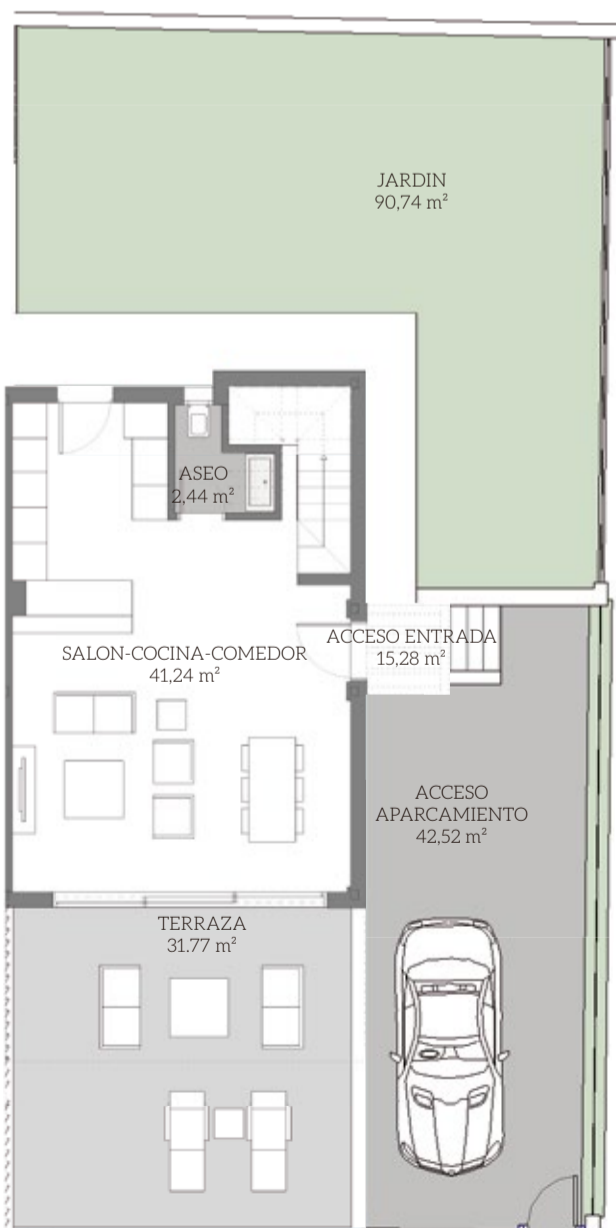 JARDIN
90,74 m²
ASEO
2,44 m²
ACCESO ENTRADA
15,28 m²
SALON-COCINA-COMEDOR
41,24 m²
ACCESO
APARCAMIENTO
42,52 m²
TERRAZA
31.77 m²